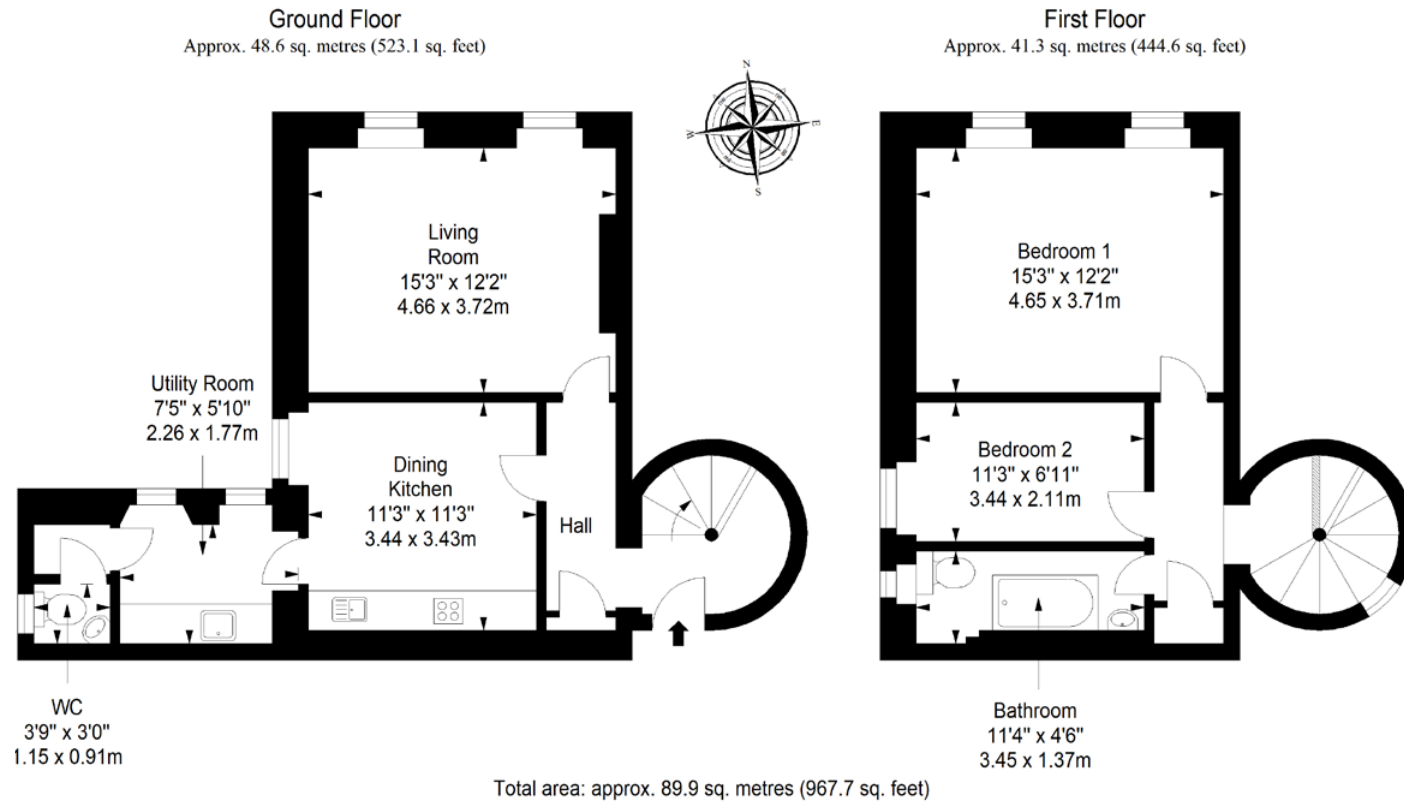 Ground Floor
Approx. 48.6 sq. metres (523.1 sq. feet)
First Floor
Approx. 41.3 sq. metres (444.6 sq. feet)
N
E
S
W
Living
Room
15'3" x 12'2"
4.66 x 3.72m
Utility Room
7'5" x 5'10"
2.26 x 1.77m
Dining
Kitchen
11'3" x 11'3"
3.44 x 3.43m
Hall
WC
3'9" x 3'0"
1.15 x 0.91m
Bedroom 1
15'3" x 12'2"
4.65 x 3.71m
Bedroom 2
11'3" x 6'11"
3.44 x 2.11m
Bathroom
11'4" x 4'6"
3.45 x 1.37m
Total area: approx. 89.9 sq. metres (967.7 sq. feet)